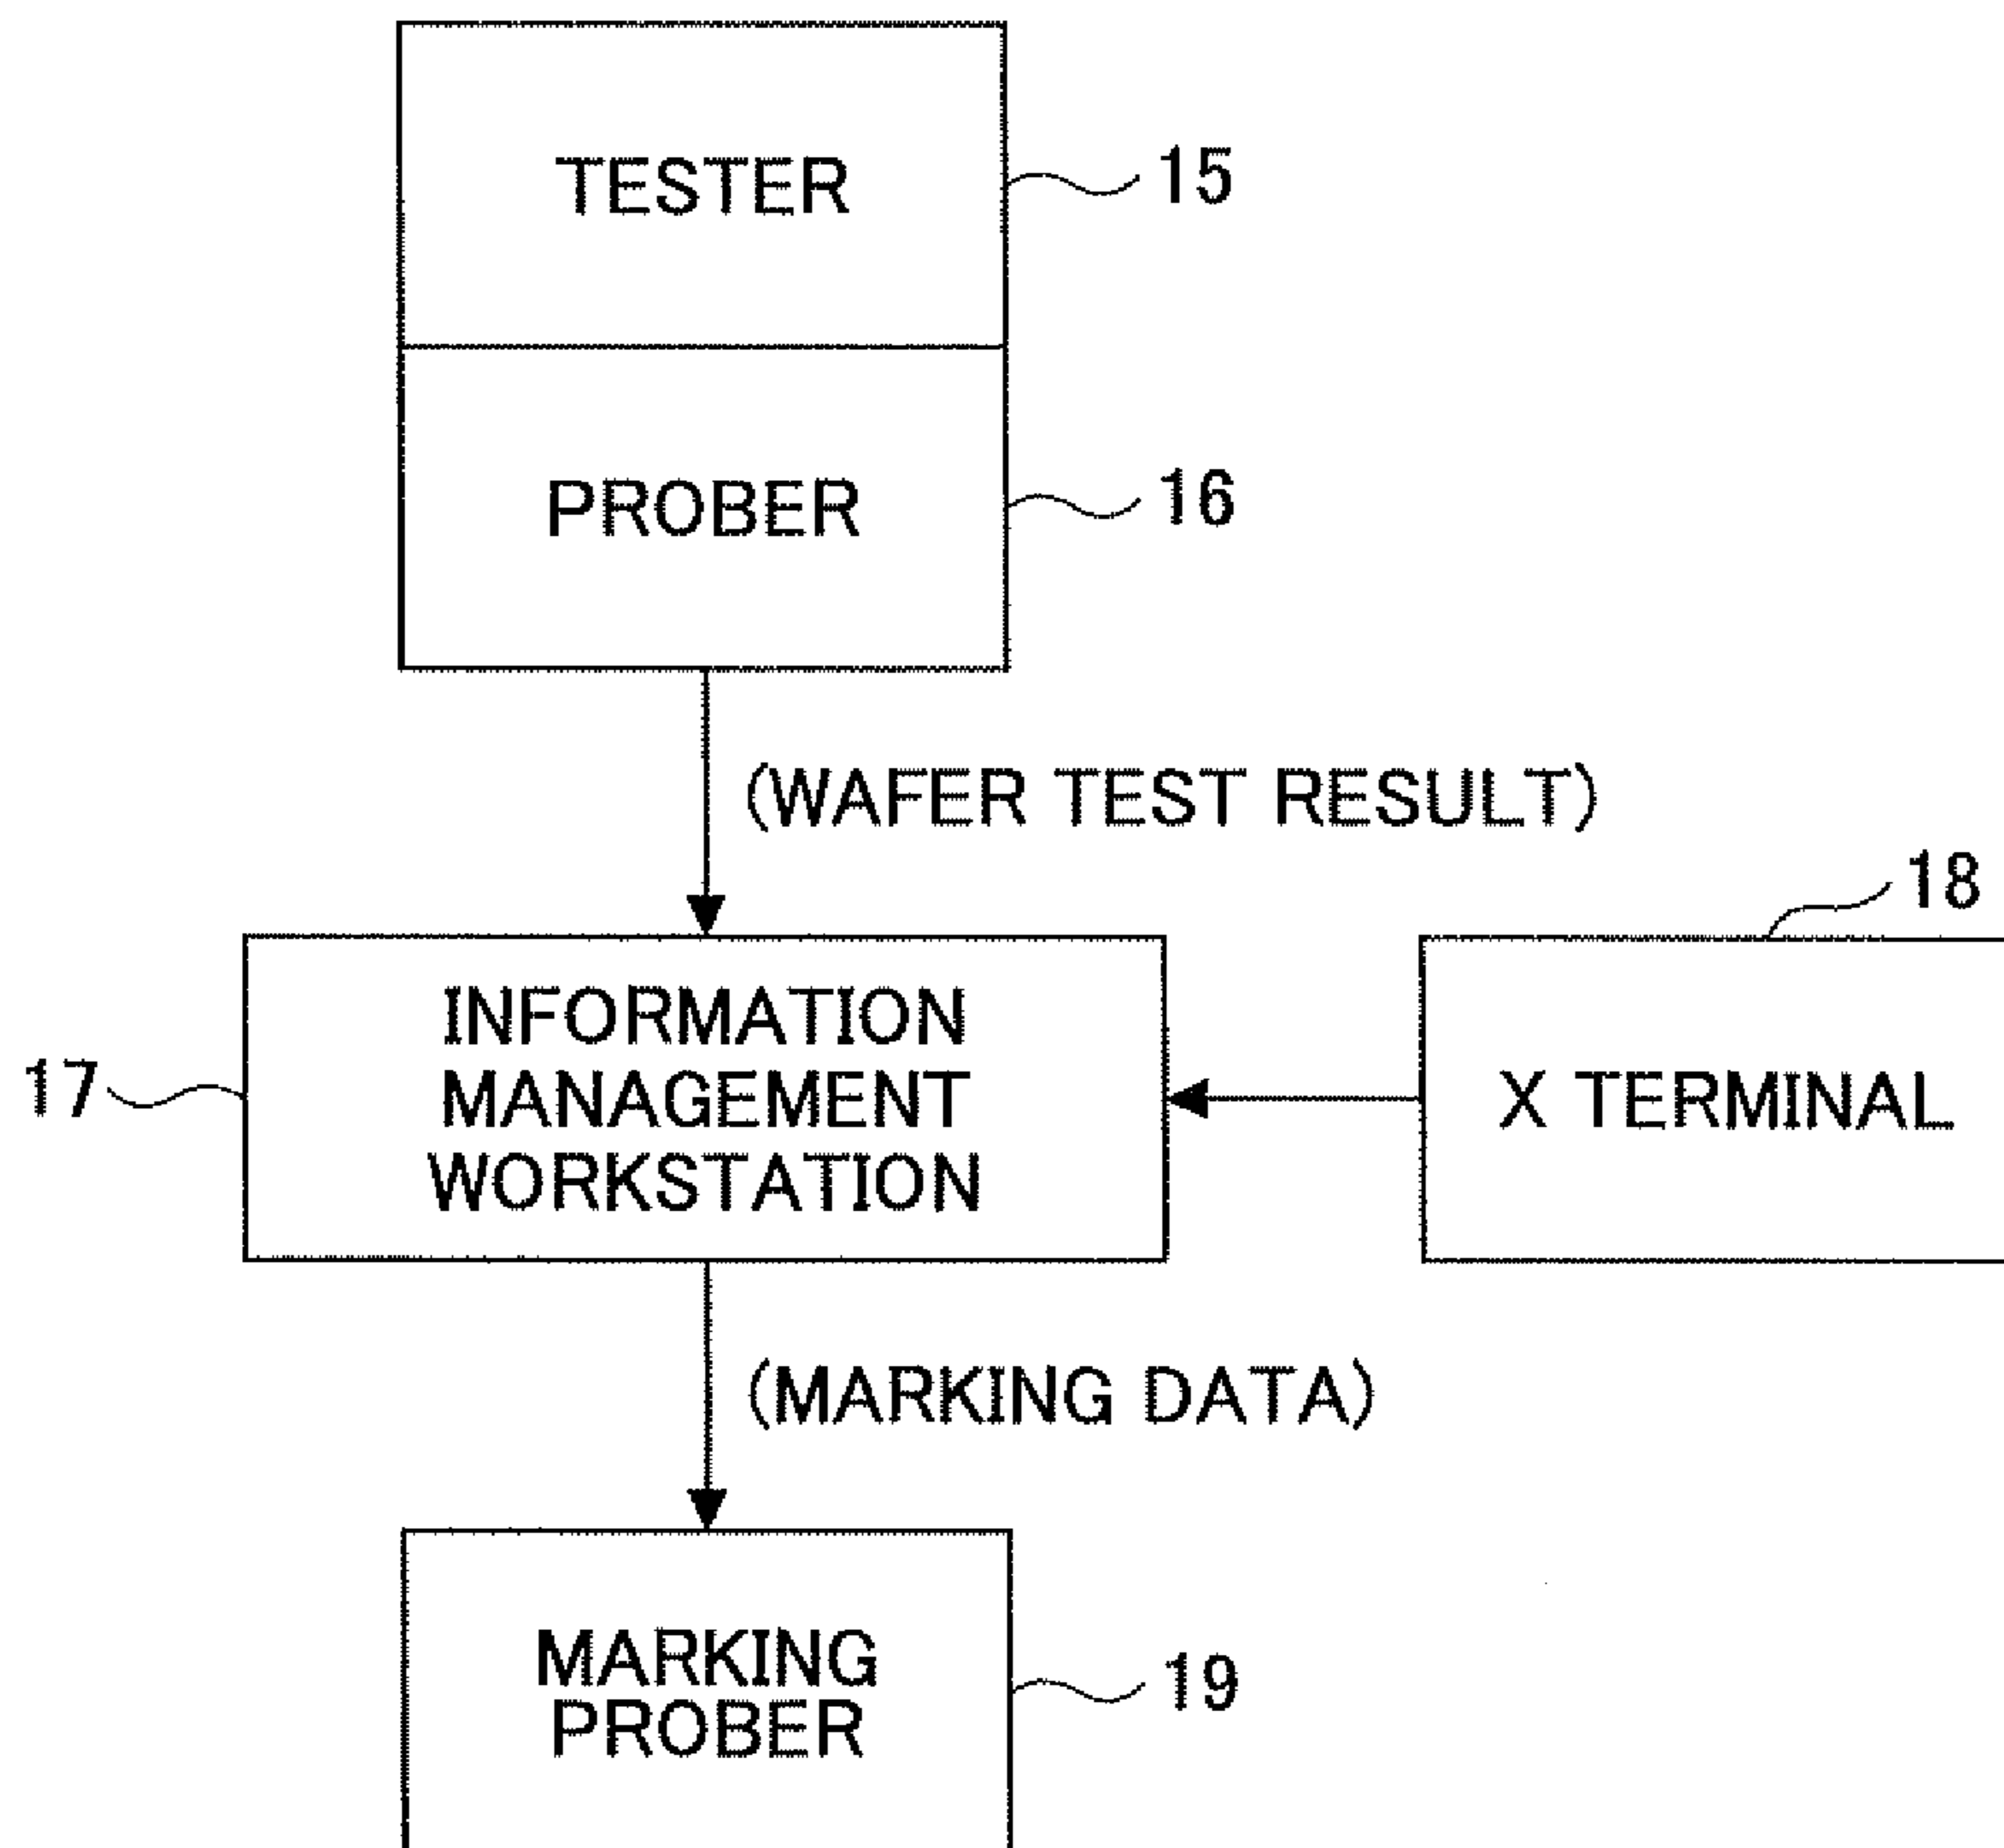 TESTER
15
PROBER
16
(WAFER TEST RESULT)
18
INFORMATION
MANAGEMENT
WORKSTATION
17
X TERMINAL
(MARKING DATA)
MARKING
PROBER
19